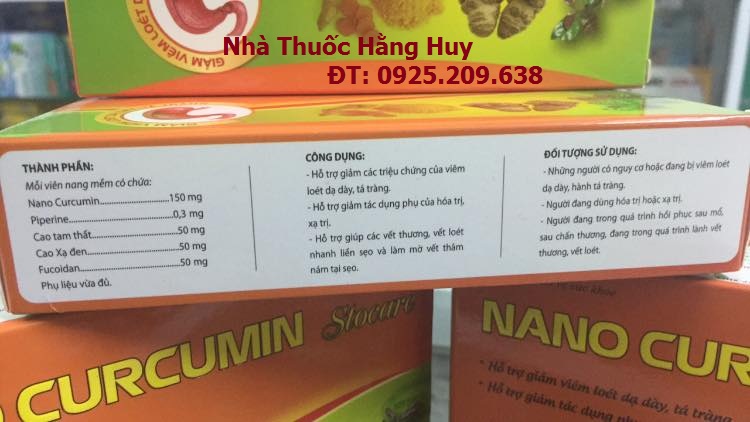 GIẢM VIÊM LOÉT D
Nhà Thuốc Hằng Huy
ĐT: 0925.209.638
THÀNH PHẦN:
Mỗi viên nang mềm có chứa:
Nano Curcumin..........................150 mg
Piperine....................................0,3 mg
Cao tam thất..............................50 mg
Cao Xạ đen................................50 mg
Fucoidan...................................50 mg
Phụ liệu vừa đủ.
CÔNG DỤNG:
- Hỗ trợ giảm các triệu chứng của viêm
loét dạ dày, tá tràng.
- Hỗ trợ giảm tác dụng phụ của hóa trị,
xạ trị.
- Hỗ trợ giúp các vết thương, vết loét
nhanh liền sẹo và làm mờ vết thâm
nám tại sẹo.
ĐỐI TƯỢNG SỬ DỤNG:
- Những người có nguy cơ hoặc đang bị viêm loét
dạ dày, hành tá tràng.
- Người đang dùng hóa trị hoặc xạ trị.
- Người đang trong quá trình hồi phục sau mổ,
sau chấn thương, đang trong quá trình lành vết
thương, vết loét.
CURCUMIN Stocare
sức khỏe
NANO CUR
* Hỗ trợ giảm viêm loét dạ dày, tá tràng
* Hỗ trợ giảm tác dụng